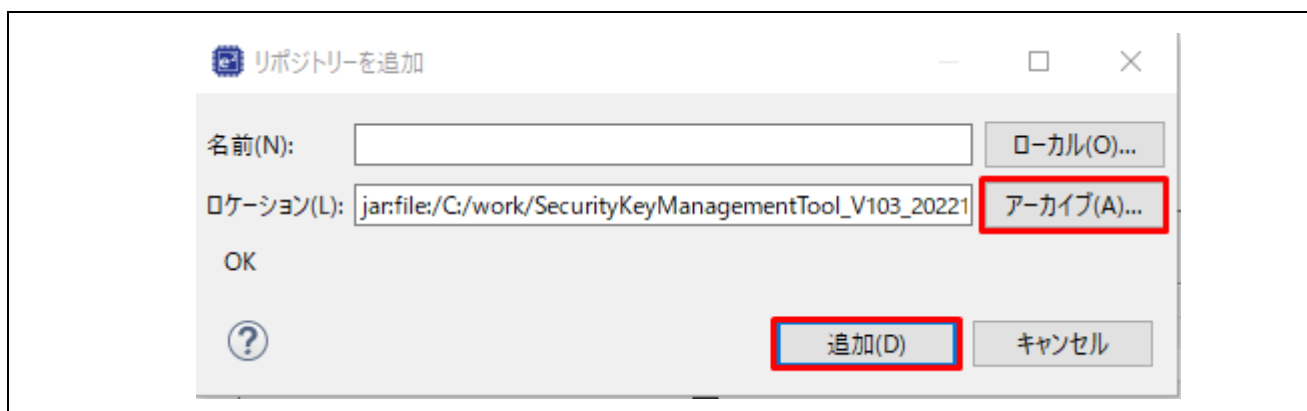 リポジトリーを追加
名前(N): ローカル(O)...
ロケーション(L): jar:file:/C:/work/SecurityKeyManagementTool_V103_20221 アーカイブ(A)...
OK
追加(D) キャンセル